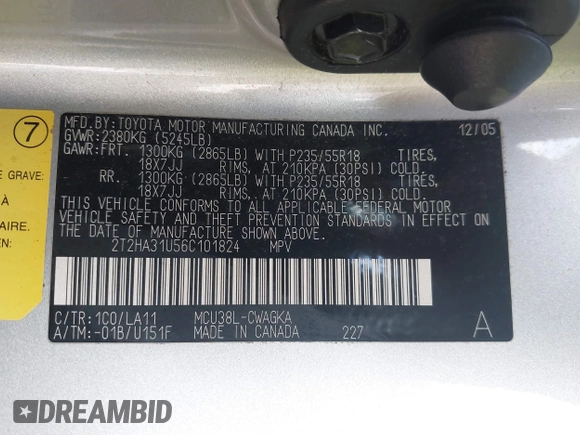 7
E GRAVE:
À
AIRE.
MFD.BY:TOYOTA MOTOR MANUFACTURING CANADA INC. 12/05
GVWR:2380KG (5245LB)
GAWR:FRT. 1300KG (2865LB) WITH P235/55R18 TIRES,
18X7JJ RIMS, AT 210KPA (30PSI) COLD.
RR. 1300KG (2865LB) WITH P235/55R18 TIRES,
18X7JJ RIMS, AT 210KPA (30PSI) COLD.
THIS VEHICLE CONFORMS TO ALL APPLICABLE FEDERAL MOTOR
VEHICLE SAFETY AND THEFT PREVENTION STANDARDS IN EFFECT ON
THE DATE OF MANUFACTURE SHOWN ABOVE.
2T2HA31U56C101824 MPV
C/TR:1C0/LA11 MCU38L-CWAGKA
A/TM:-01B/U151F MADE IN CANADA 227 A
DREAMBID